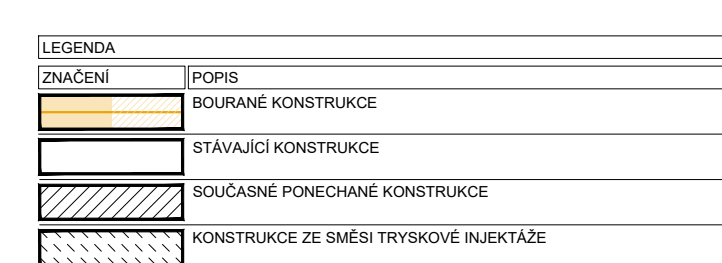 LEGENDA
ZNAČENÍ POPIS
BOURANÉ KONSTRUKCE
STÁVAJÍCÍ KONSTRUKCE
SOUČASNÉ PONECHANÉ KONSTRUKCE
KONSTRUKCE ZE SMĚSI TRYSKOVÉ INJEKTÁŽE